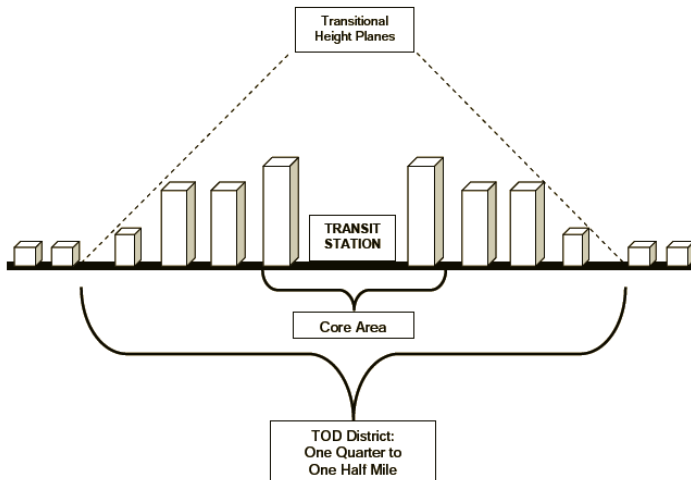 Transitional
Height Planes
TRANSIT
STATION
Core Area
TOD District:
One Quarter to
One Half Mile